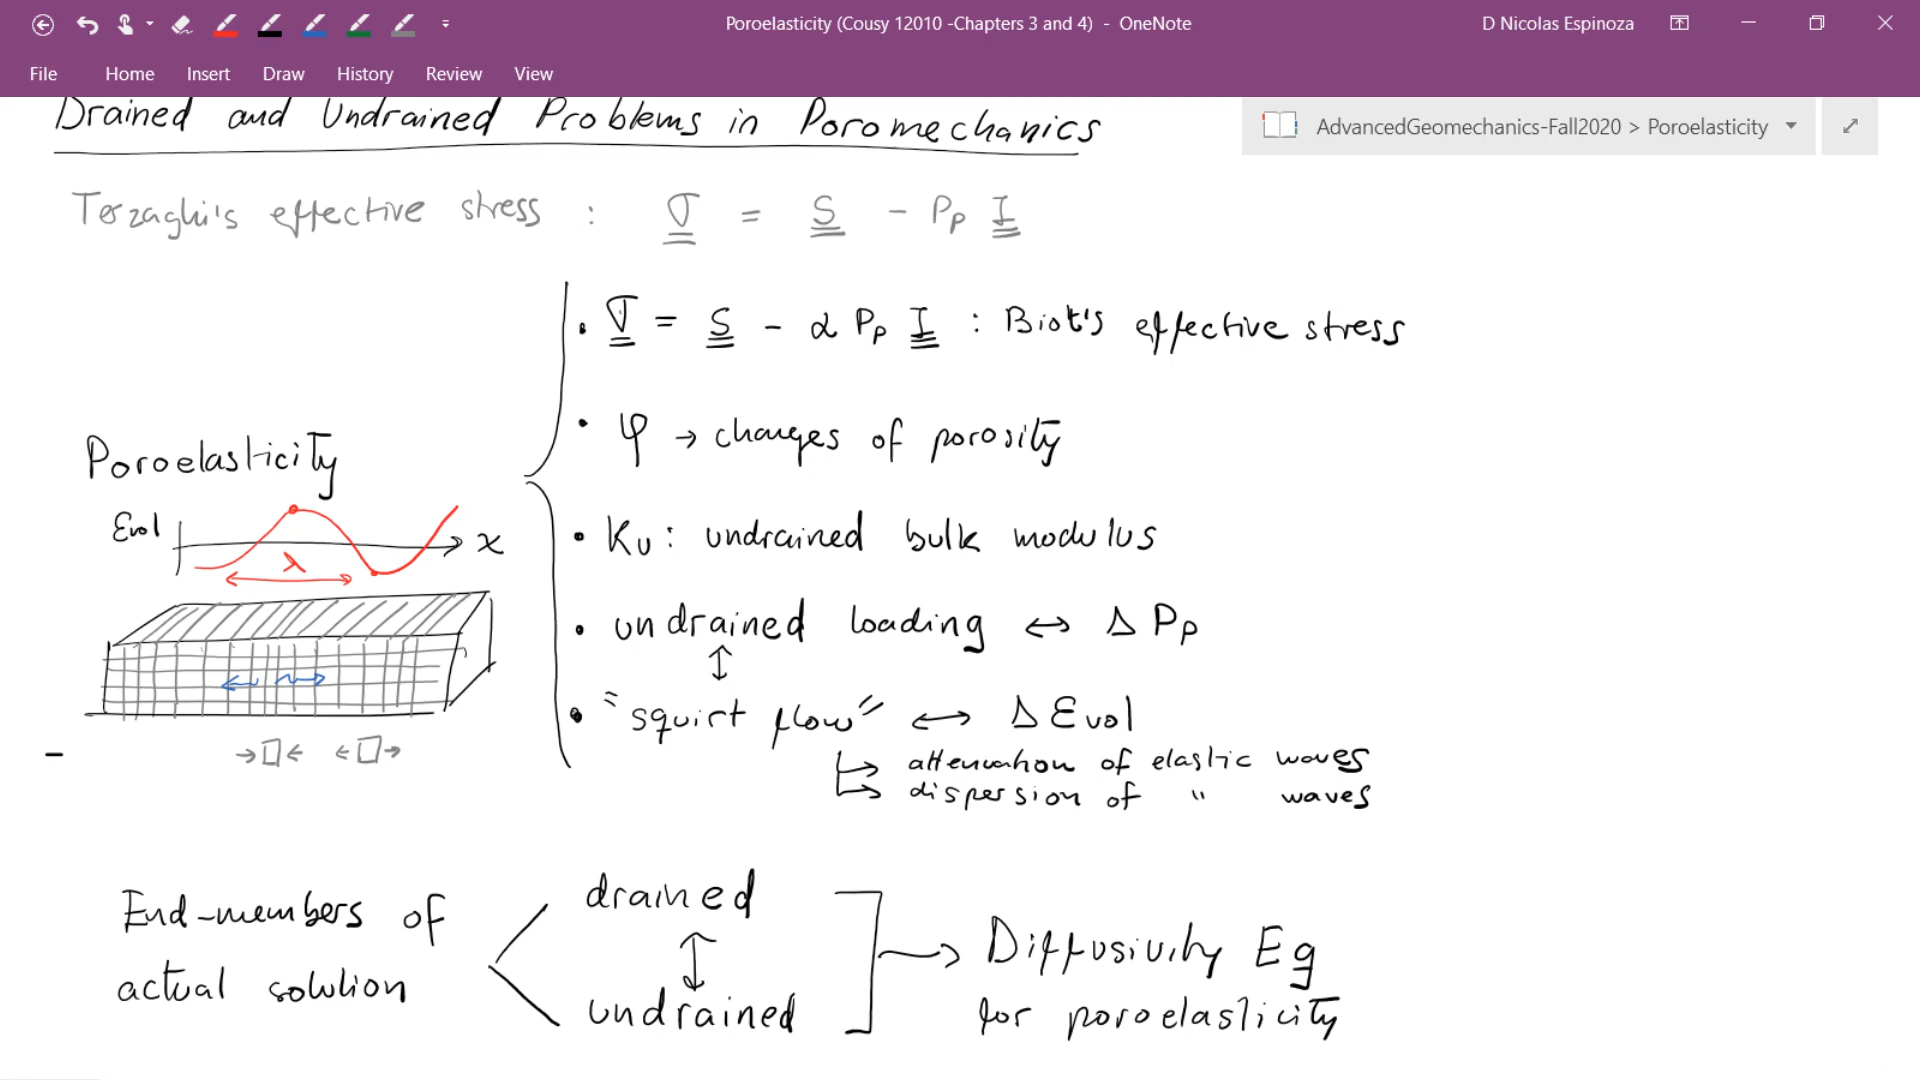 Poroelasticity (Cousy 12010 -Chapters 3 and 4) - OneNote
D Nicolas Espinoza
File Home Insert Draw History Review View
AdvancedGeomechanics-Fall2020 > Poroelasticity
Drained and Undrained Problems in Poromechanics
Terzaghi's effective stress : σ = S - Pp I
• σ = S - α Pp I : Biot's effective stress
• φ → changes of porosity
Poroelasticity
• Ku : undrained bulk modulus
Evol
x
λ
• undrained loading ↔ Δ Pp
↕
• "squirt flow" ↔ Δ Evol
→□← ←□→
↳ attenuation of elastic waves
↳ dispersion of " waves
End-members of actual solution
drained
↕
undrained
→ Diffusivity Eq
for poroelasticity